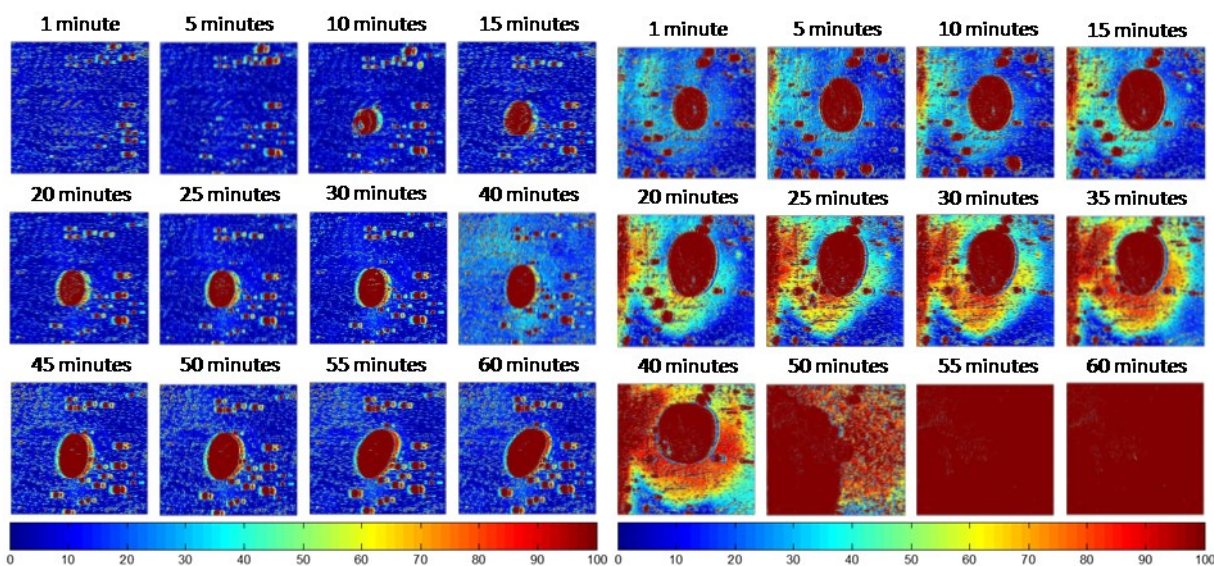 1 minute 5 minutes 10 minutes 15 minutes
20 minutes 25 minutes 30 minutes 40 minutes
45 minutes 50 minutes 55 minutes 60 minutes
0 10 20 30 40 50 60 70 80 90 100
1 minute 5 minutes 10 minutes 15 minutes
20 minutes 25 minutes 30 minutes 35 minutes
40 minutes 50 minutes 55 minutes 60 minutes
0 10 20 30 40 50 60 70 80 90 100